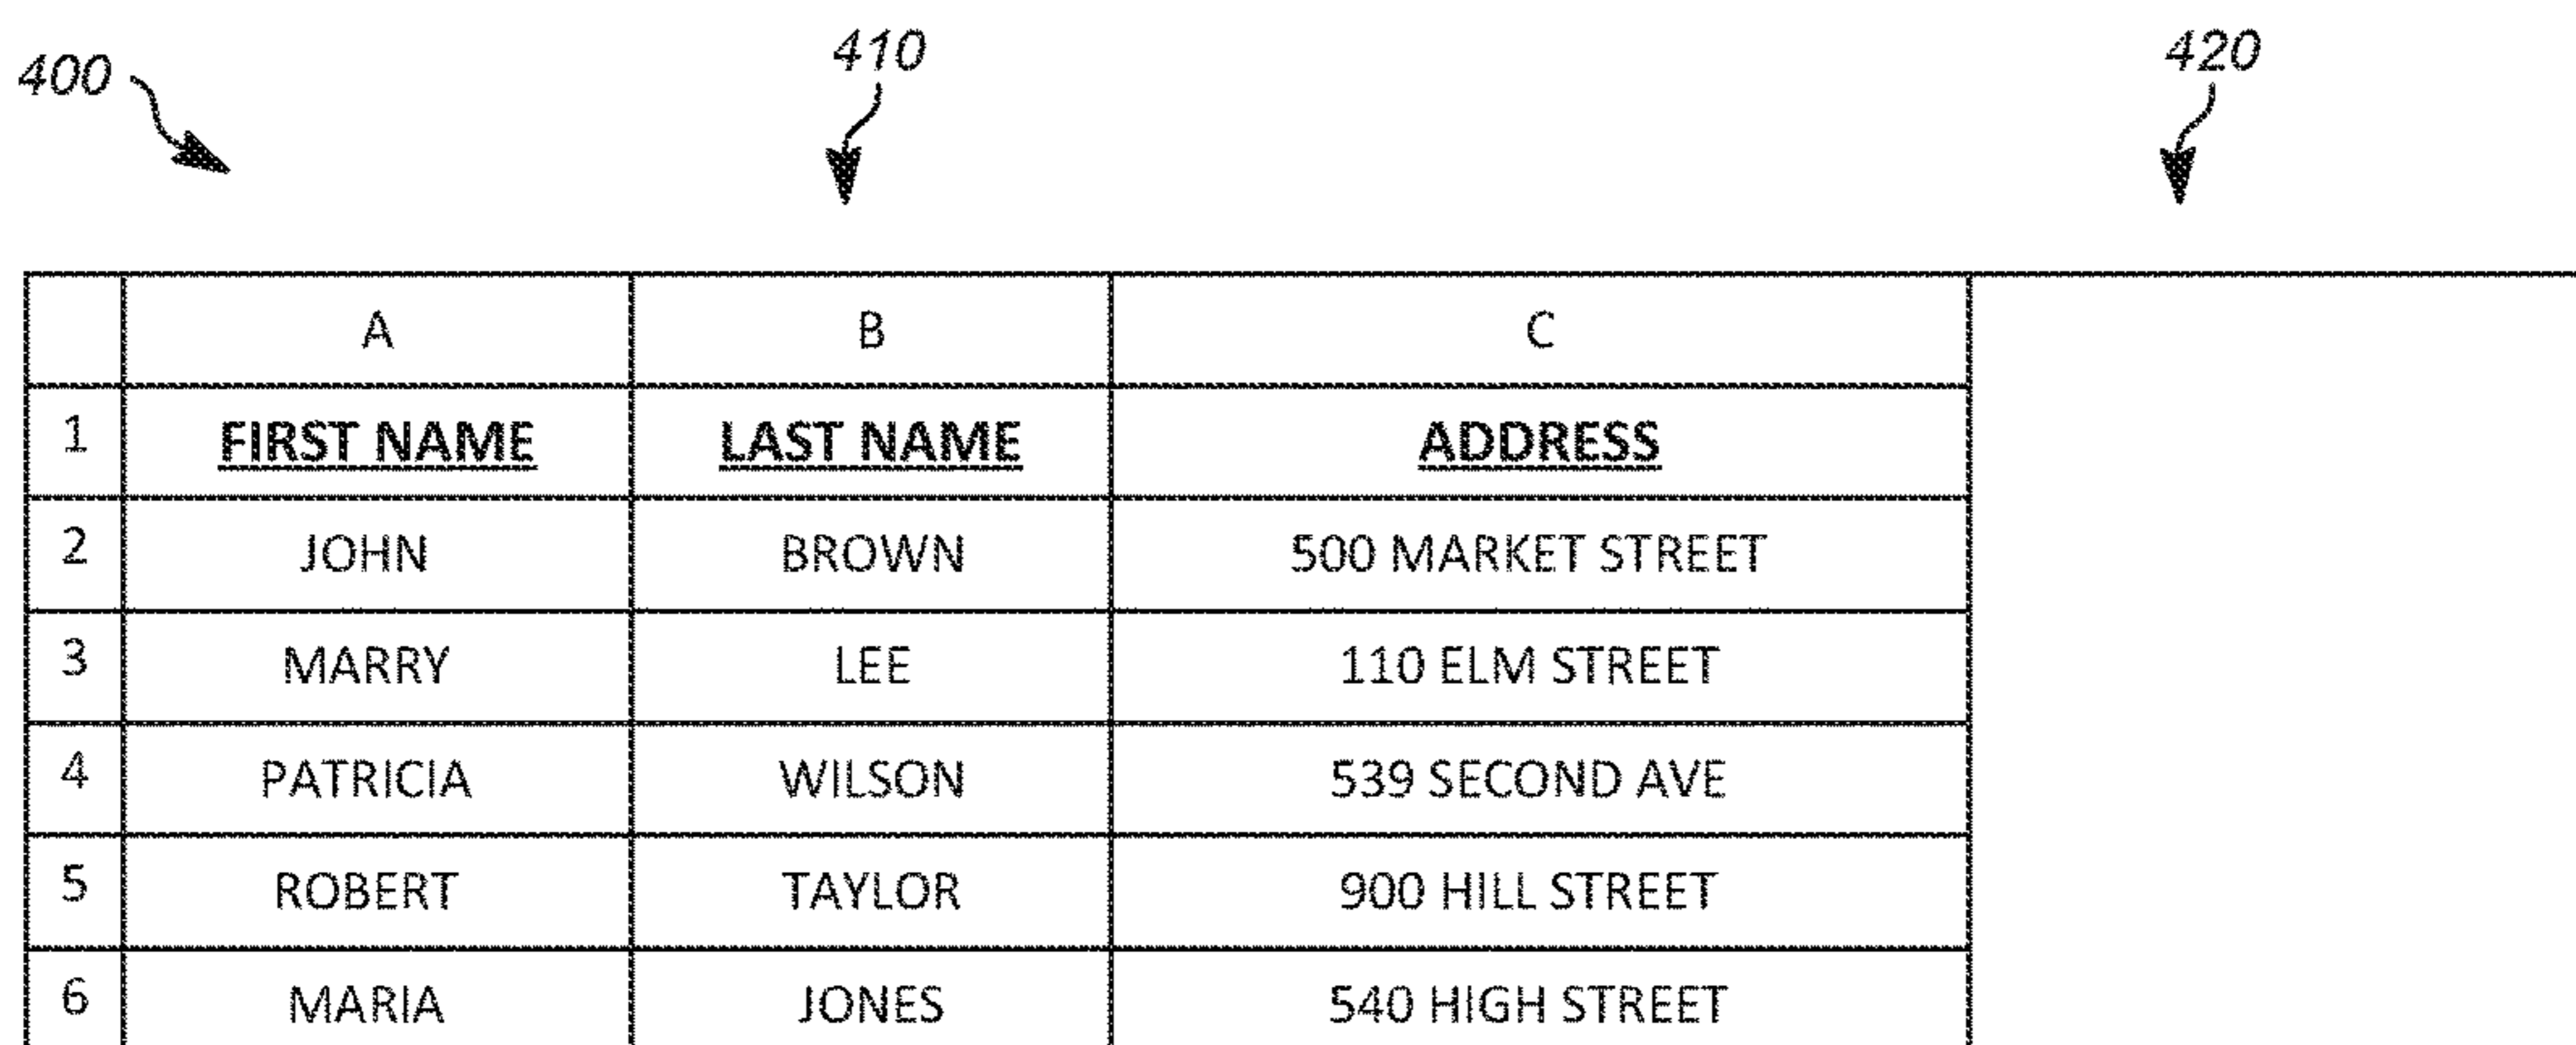 400 410 420
A B C
1 FIRST NAME LAST NAME ADDRESS
2 JOHN BROWN 500 MARKET STREET
3 MARRY LEE 110 ELM STREET
4 PATRICIA WILSON 539 SECOND AVE
5 ROBERT TAYLOR 900 HILL STREET
6 MARIA JONES 540 HIGH STREET